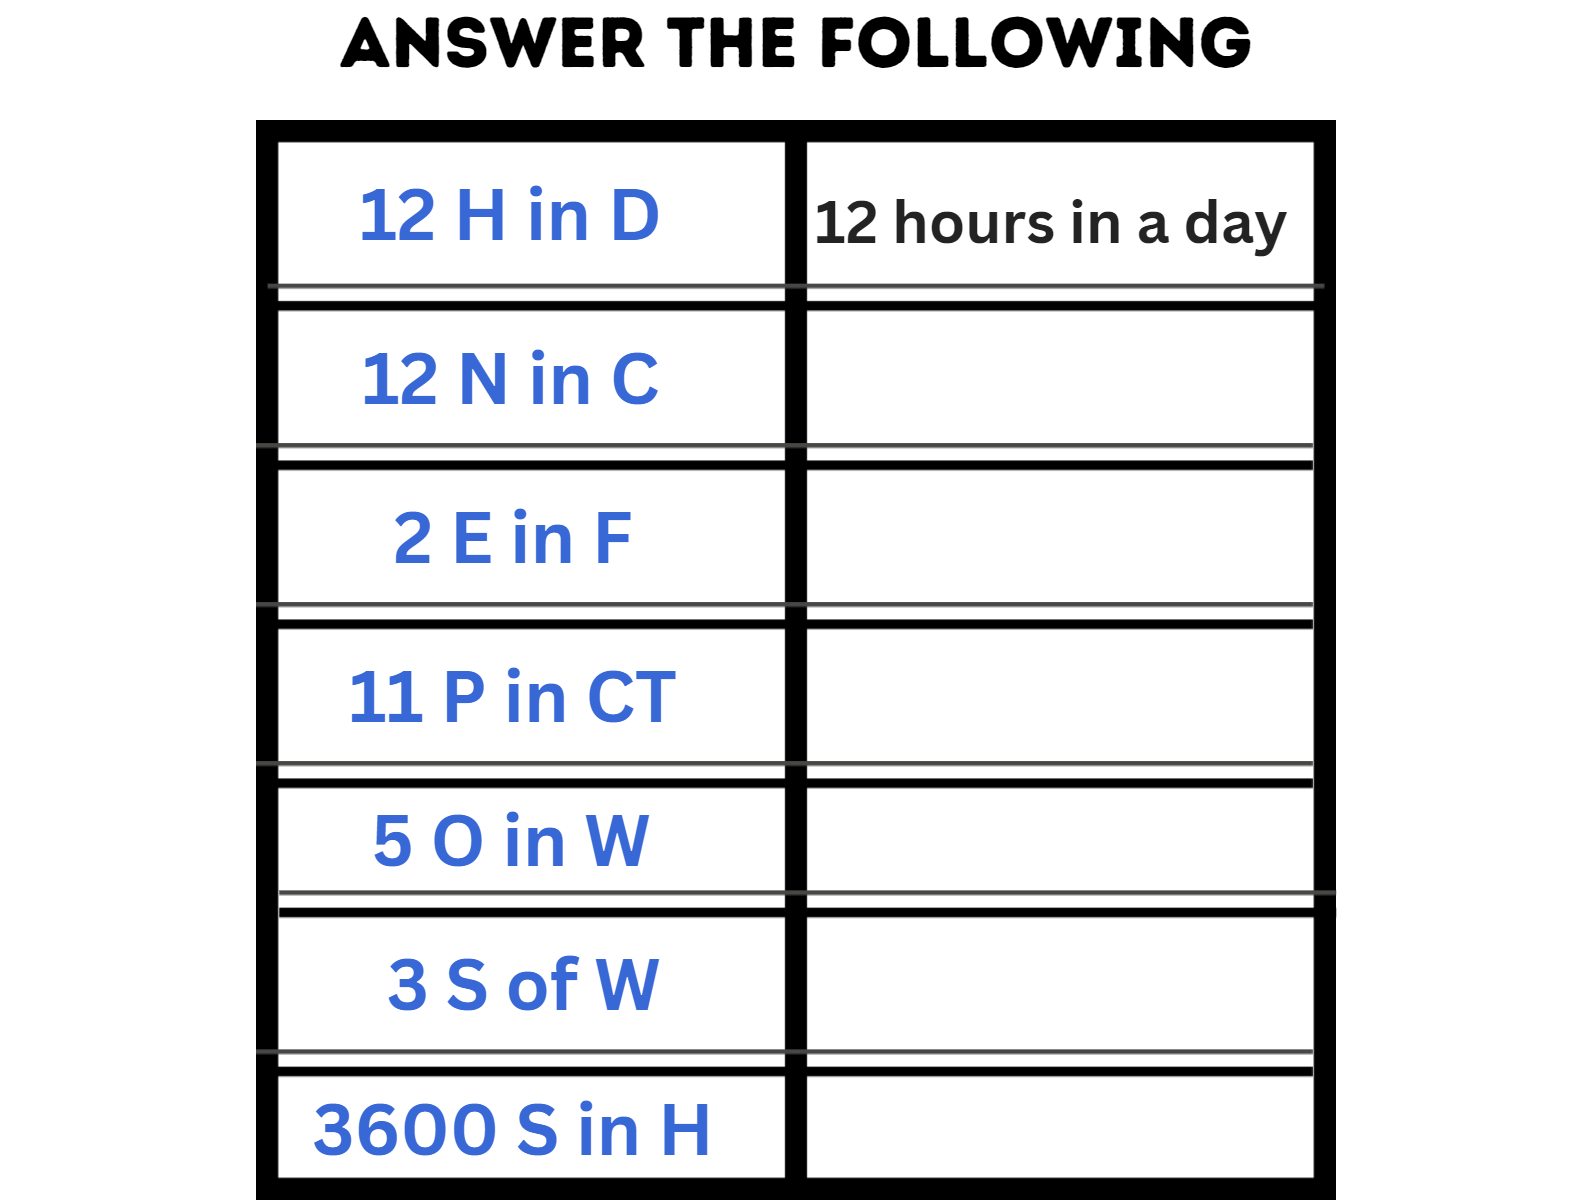 ANSWER THE FOLLOWING
12 H in D
12 hours in a day
12 N in C
2 E in F
11 P in CT
5 O in W
3 S of W
3600 S in H